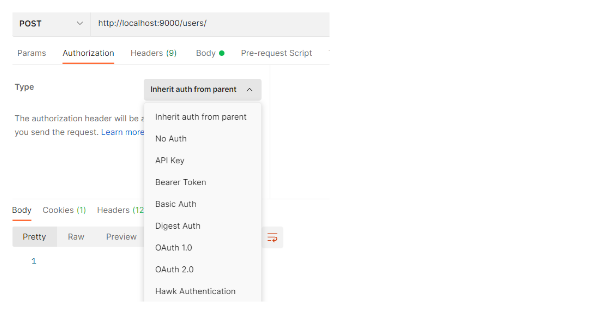 POST http://localhost:9000/users/
Params Authorization Headers (9) Body Pre-request Script
Type Inherit auth from parent
The authorization header will be a
you send the request. Learn more
Inherit auth from parent
No Auth
API Key
Bearer Token
Basic Auth
Digest Auth
OAuth 1.0
OAuth 2.0
Hawk Authentication
Body Cookies (1) Headers (12
Pretty Raw Preview
1